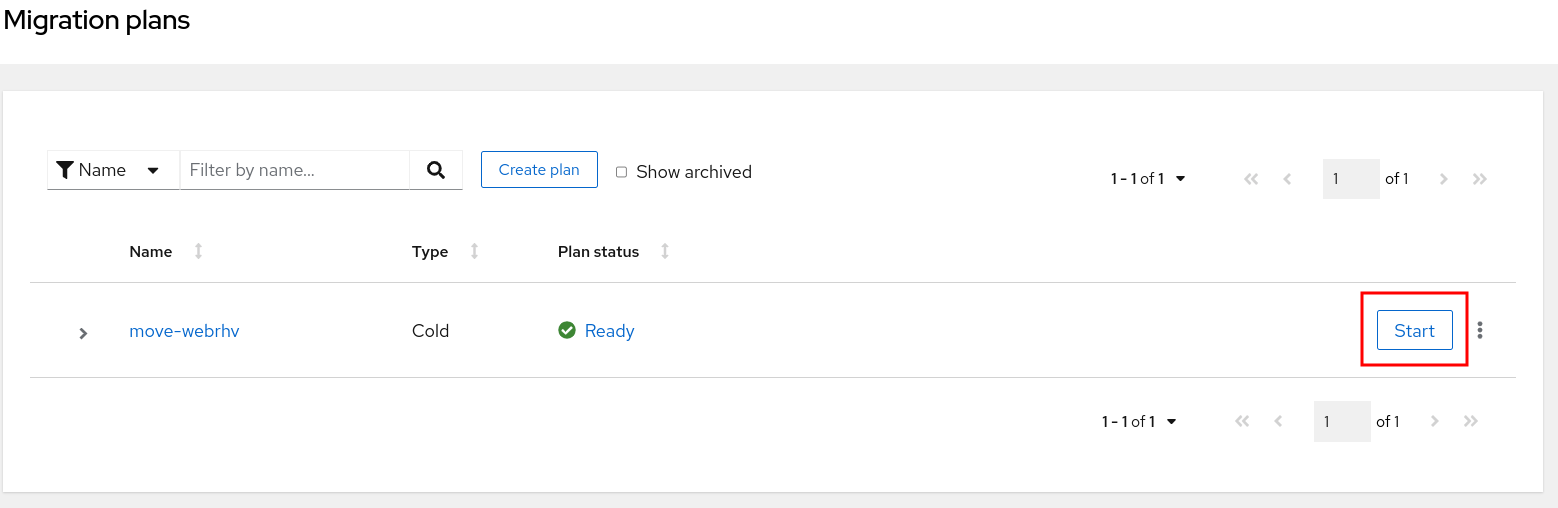 Migration plans
Name Filter by name... Create plan Show archived 1 - 1 of 1 1 of 1
Name Type Plan status
move-webrhv Cold Ready Start
1 - 1 of 1 1 of 1